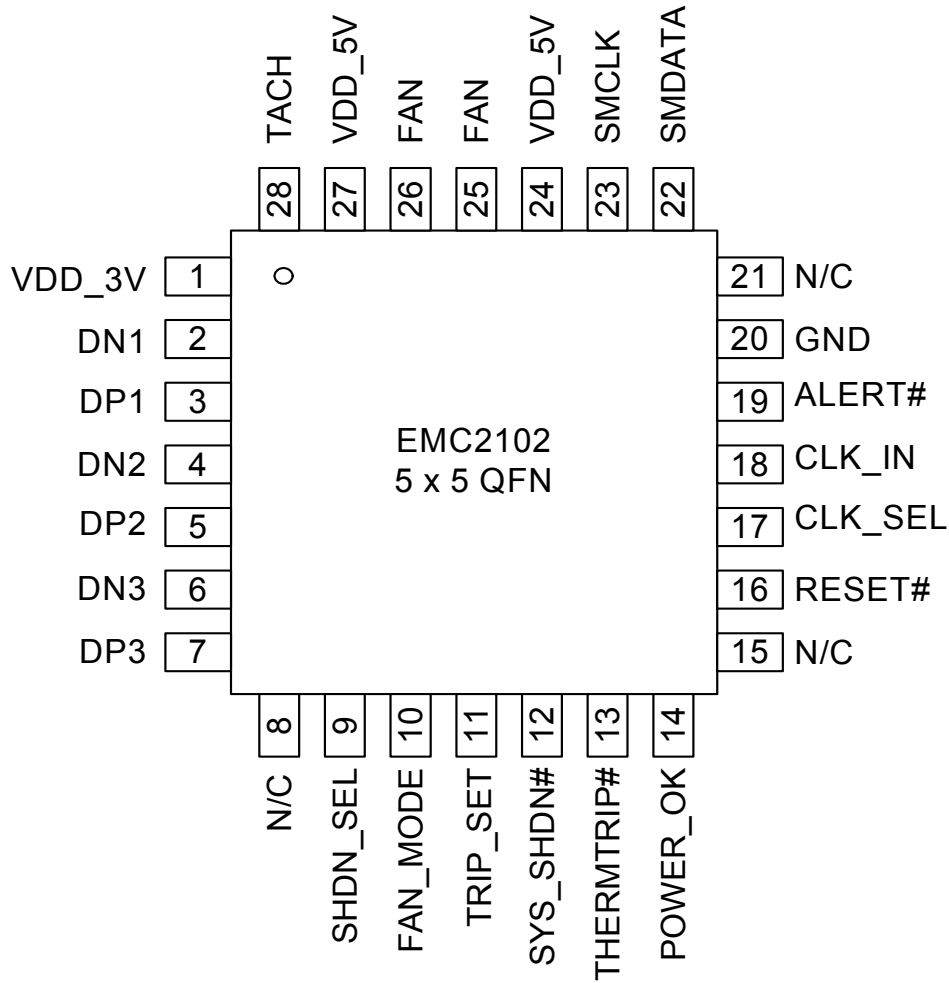 TACH
VDD_5V
FAN
FAN
VDD_5V
SMCLK
SMDATA
28
27
26
25
24
23
22
VDD_3V 1
DN1 2
DP1 3
DN2 4
DP2 5
DN3 6
DP3 7
EMC2102
5 x 5 QFN
21 N/C
20 GND
19 ALERT#
18 CLK_IN
17 CLK_SEL
16 RESET#
15 N/C
8
9
10
11
12
13
14
N/C
SHDN_SEL
FAN_MODE
TRIP_SET
SYS_SHDN#
THERMTRIP#
POWER_OK